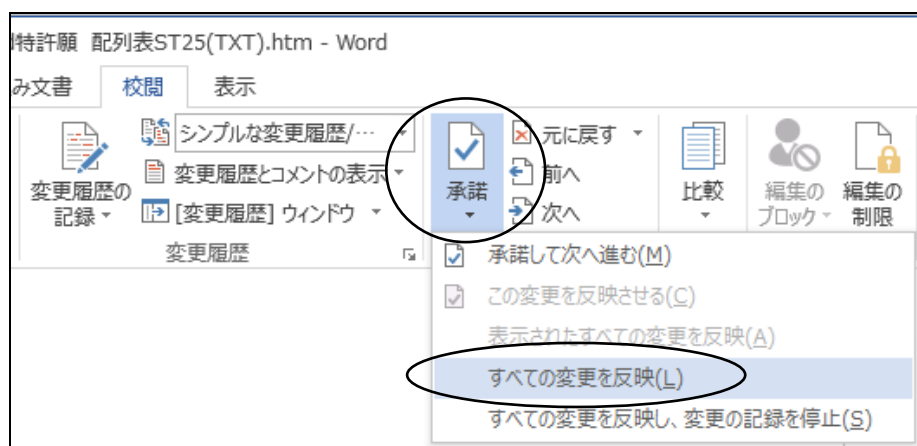 特許願 配列表ST25(TXT).htm - Word
み文書 校閲 表示
変更履歴の
記録
シンプルな変更履歴/…
変更履歴とコメントの表示
[変更履歴] ウィンドウ
変更履歴
承諾
元に戻す
前へ
次へ
比較
編集の
ブロック
編集の
制限
承諾して次へ進む(M)
この変更を反映させる(C)
表示されたすべての変更を反映(A)
すべての変更を反映(L)
すべての変更を反映し、変更の記録を停止(S)